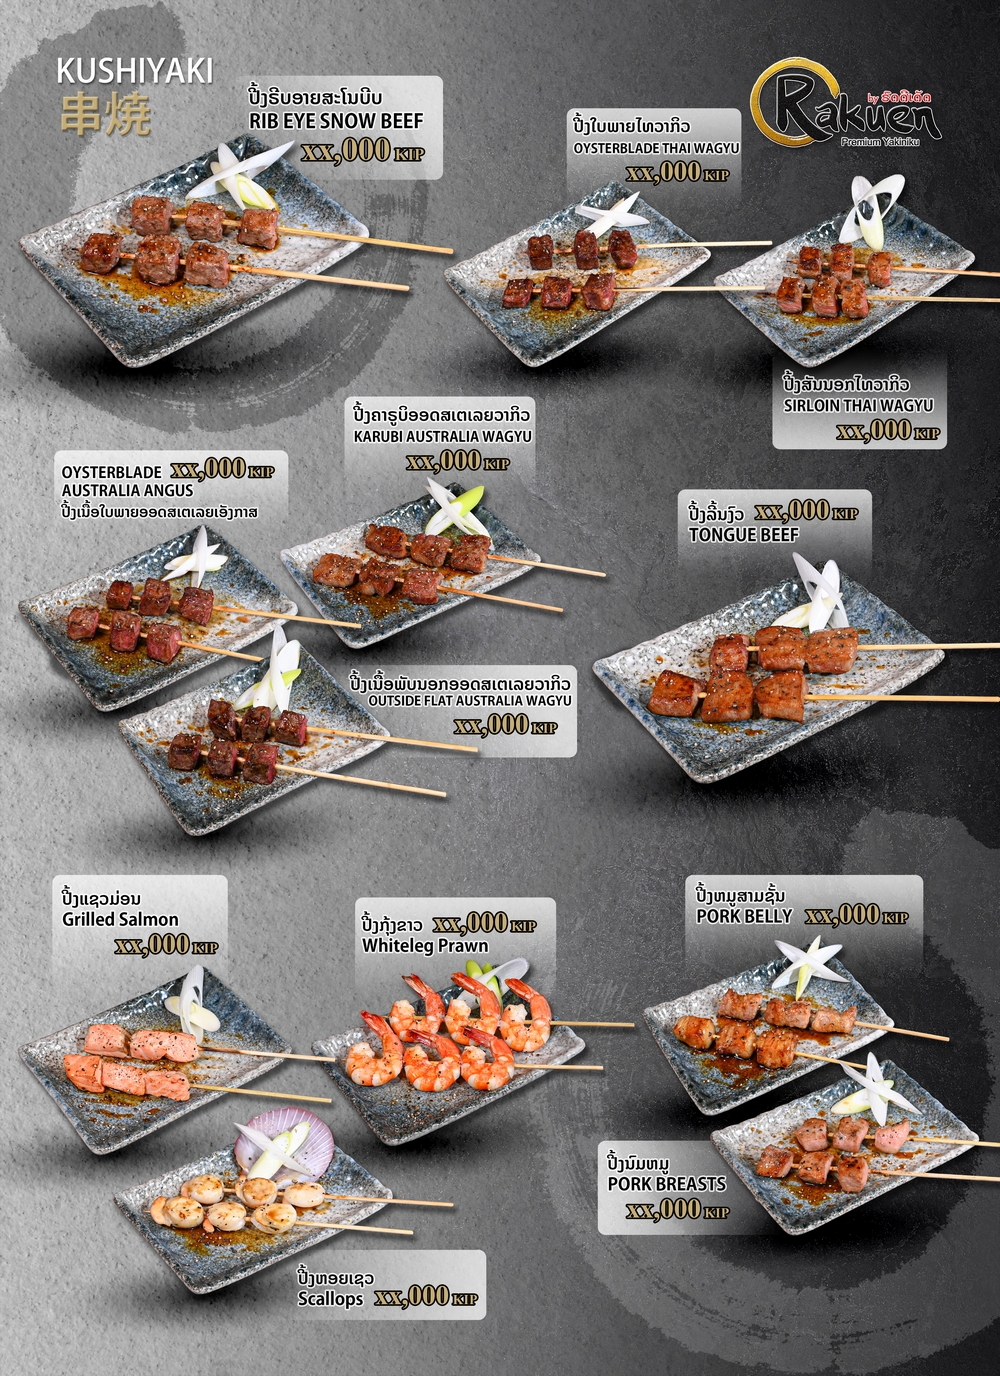 KUSHIYAKI
串燒
ປີ້ງຣີບອາຍສະໂນບີບ
RIB EYE SNOW BEEF
xx,000 KIP
ປີ້ງໃບພາຍໄທວາກິວ
OYSTERBLADE THAI WAGYU
xx,000 KIP
Rakuen
by ຮັດຕິເດັດ
Premium Yakiniku
ປີ້ງສັນນອກໄທວາກິວ
SIRLOIN THAI WAGYU
xx,000 KIP
ປີ້ງຄາຣູບິອອດສເຕເລຍວາກິວ
KARUBI AUSTRALIA WAGYU
xx,000 KIP
OYSTERBLADE xx,000 KIP
AUSTRALIA ANGUS
ປີ້ງເນື້ອໃບພາຍອອດສເຕເລຍເອັງກາສ
ປີ້ງລີ້ນງົວ xx,000 KIP
TONGUE BEEF
ປີ້ງເນື້ອພັບນອກອອດສເຕເລຍວາກິວ
OUTSIDE FLAT AUSTRALIA WAGYU
xx,000 KIP
ປີ້ງແຊວມ່ອນ
Grilled Salmon
xx,000 KIP
ປີ້ງກຸ້ງຂາວ xx,000 KIP
Whiteleg Prawn
ປີ້ງຫມູສາມຊັ້ນ
PORK BELLY xx,000 KIP
ປີ້ງນົມຫມູ
PORK BREASTS
xx,000 KIP
ປີ້ງຫອຍເຊວ
Scallops xx,000 KIP